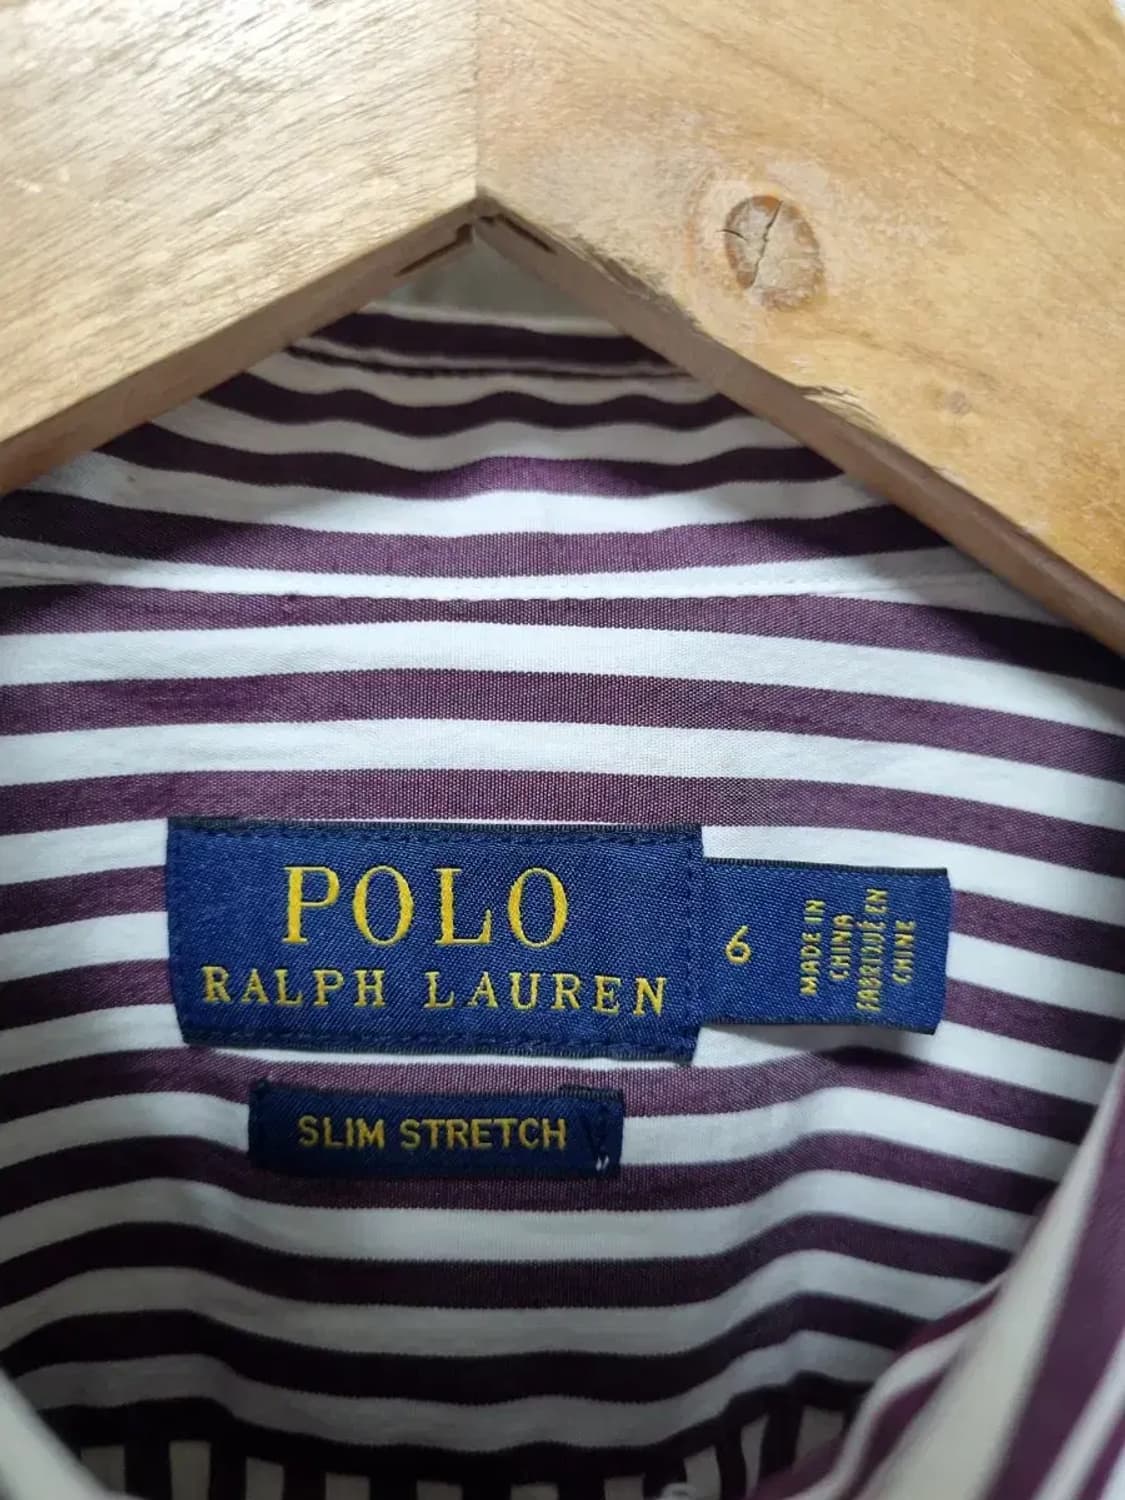 POLO
RALPH LAUREN
6
MADE IN
CHINA
FABRIQUÉ EN
CHINE
SLIM STRETCH